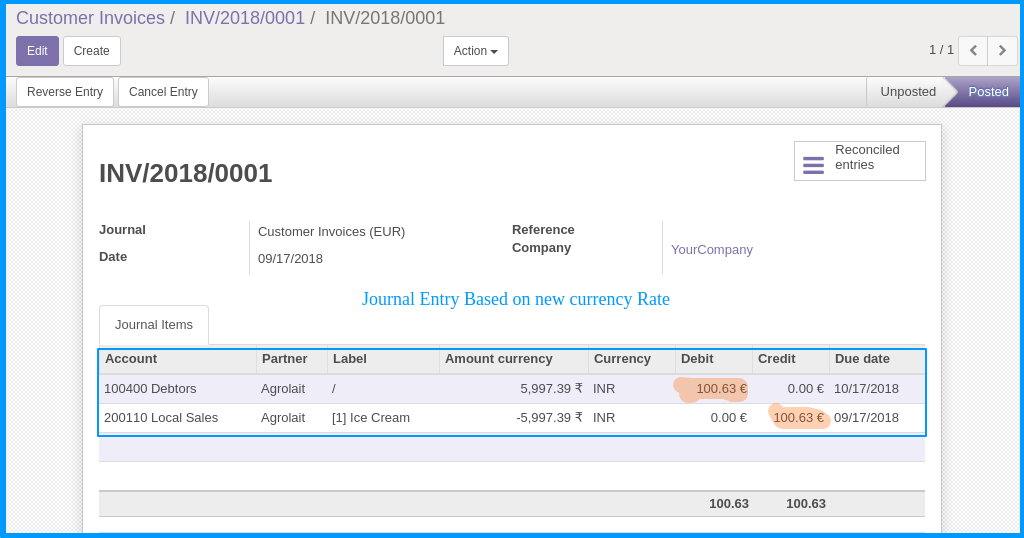 Customer Invoices / INV/2018/0001 / INV/2018/0001
Edit Create Action 1 / 1
Reverse Entry Cancel Entry Unposted Posted
Reconciled
entries
INV/2018/0001
Journal Customer Invoices (EUR) Reference
Company YourCompany
Date 09/17/2018
Journal Entry Based on new currency Rate
Journal Items
Account Partner Label Amount currency Currency Debit Credit Due date
100400 Debtors Agrolait / 5,997.39 ₹ INR 100.63 € 0.00 € 10/17/2018
200110 Local Sales Agrolait [1] Ice Cream -5,997.39 ₹ INR 0.00 € 100.63 € 09/17/2018
100.63 100.63